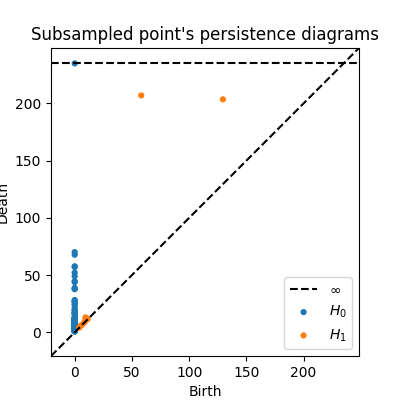 Subsampled point's persistence diagrams
200
150
100
50
0
Death
0
50
100
150
200
Birth
∞
H₀
H₁